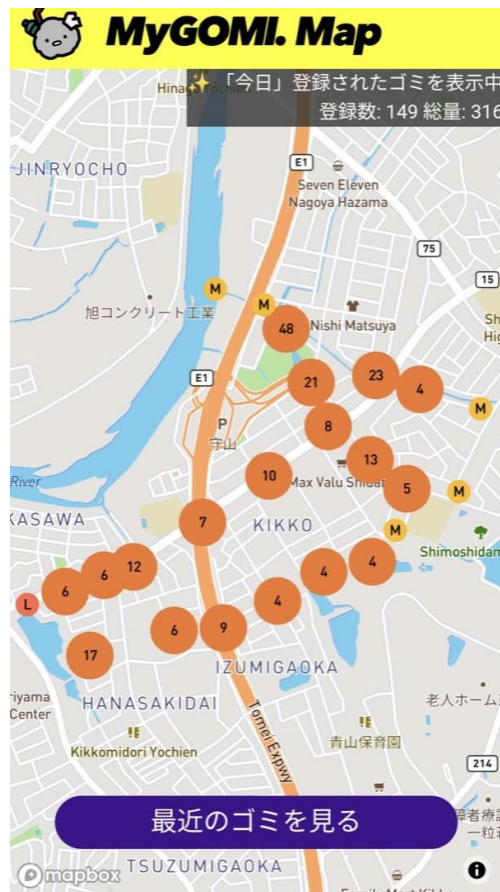 MyGOMI. Map
✨「今日」登録されたゴミを表示中
登録数: 149 総量: 316
JINRYOCHO
E1
Seven Eleven
Nagoya Hazama
75
15
M
旭コンクリート工業
M
48
Nishi Matsuya
E1
21
23
4
M
P
守山
8
13
10
Max Valu
5
M
River
7
KIKKO
M
Shimoshidam
12
6
6
4
4
L
4
6
9
17
IZUMIGAOKA
HANASAKIDAI
Center
Tomei Expwy
老人ホーム
青山保育園
Kikkomidori Yochien
214
最近のゴミを見る
mapbox
TSUZUMIGAOKA